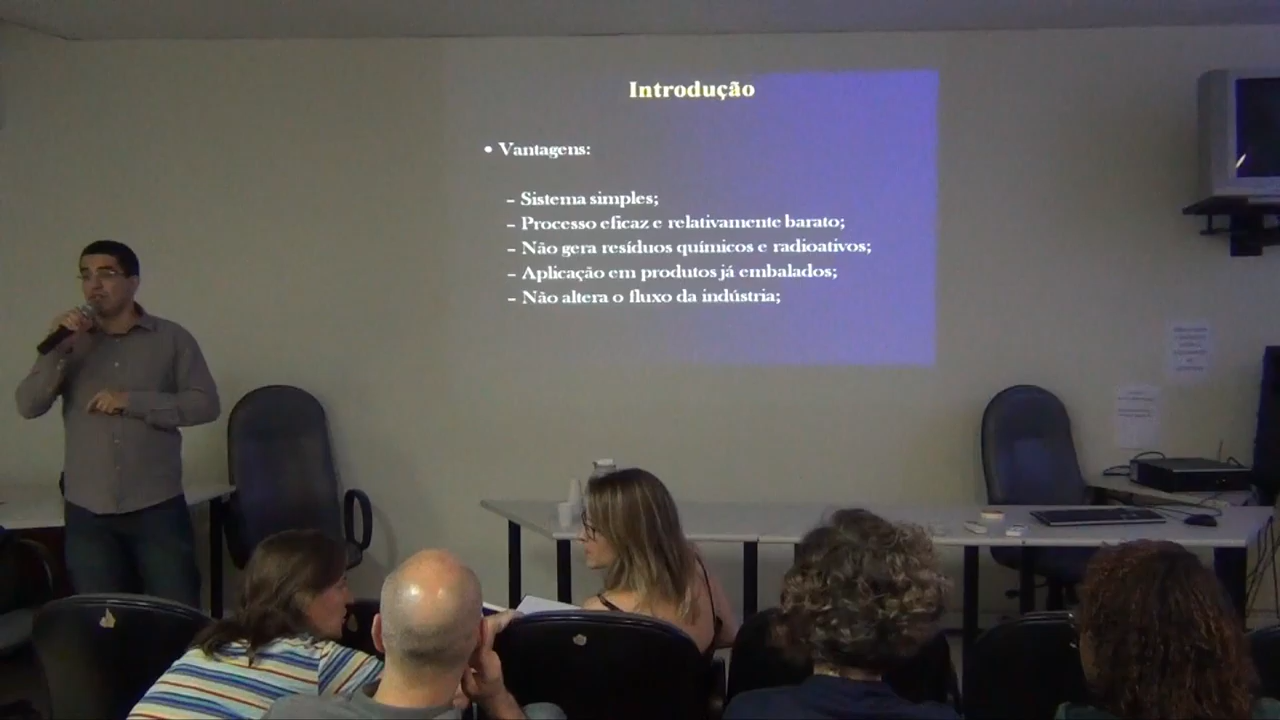 Introdução
• Vantagens:
– Sistema simples;
– Processo eficaz e relativamente barato;
– Não gera resíduos químicos e radioativos;
– Aplicação em produtos já embalados;
– Não altera o fluxo da indústria;